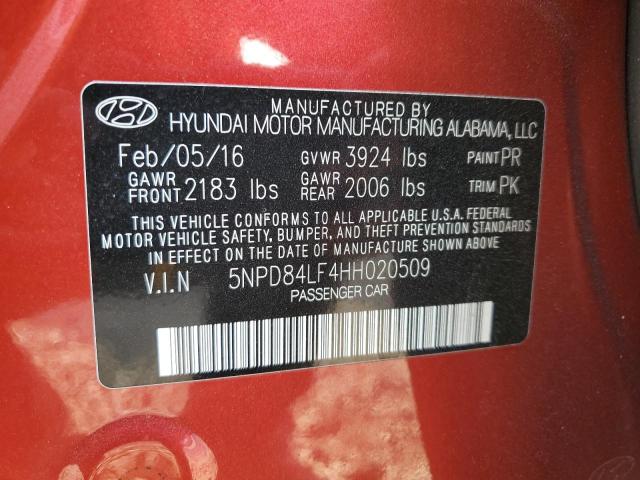 MANUFACTURED BY
HYUNDAI MOTOR MANUFACTURING ALABAMA, LLC
Feb/05/16 GVWR 3924 lbs PAINT PR
GAWR FRONT 2183 lbs GAWR REAR 2006 lbs TRIM PK
THIS VEHICLE CONFORMS TO ALL APPLICABLE U.S.A. FEDERAL
MOTOR VEHICLE SAFETY, BUMPER, AND THEFT PREVENTION STANDARDS
IN EFFECT ON THE DATE OF MANUFACTURE SHOWN ABOVE.
V.I.N 5NPD84LF4HH020509
PASSENGER CAR